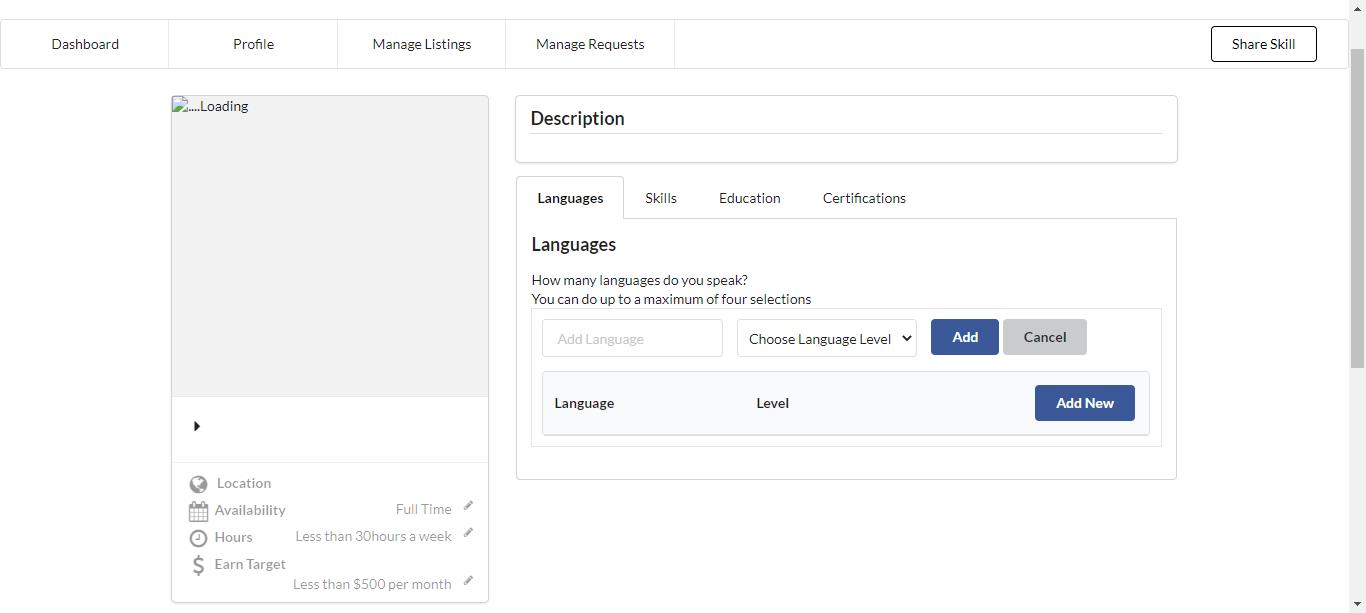 Dashboard Profile Manage Listings Manage Requests Share Skill
....Loading
Location
Availability Full Time
Hours Less than 30hours a week
Earn Target
Less than $500 per month
Description
Languages Skills Education Certifications
Languages
How many languages do you speak?
You can do up to a maximum of four selections
Add Language Choose Language Level Add Cancel
Language Level Add New